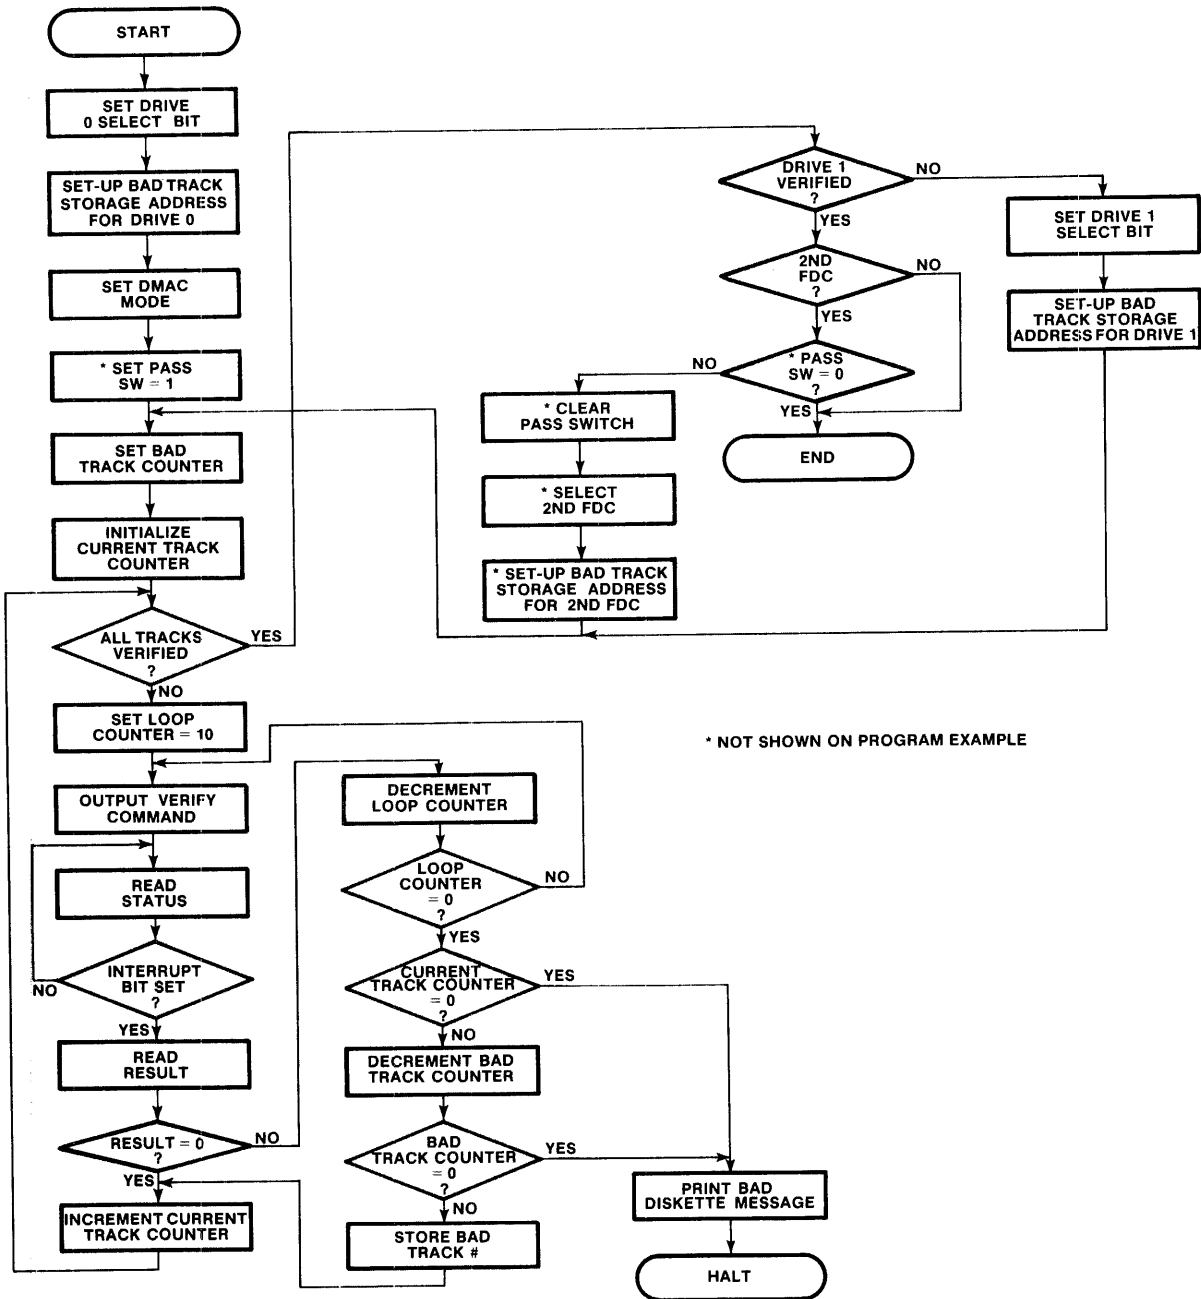 START
SET DRIVE
0 SELECT BIT
SET-UP BAD TRACK
STORAGE ADDRESS
FOR DRIVE 0
SET DMAC
MODE
* SET PASS
SW = 1
SET BAD
TRACK COUNTER
INITIALIZE
CURRENT TRACK
COUNTER
ALL TRACKS
VERIFIED
?
YES
NO
SET LOOP
COUNTER = 10
OUTPUT VERIFY
COMMAND
READ
STATUS
INTERRUPT
BIT SET
?
NO
YES
READ
RESULT
RESULT = 0
?
NO
YES
INCREMENT CURRENT
TRACK COUNTER
DECREMENT
LOOP COUNTER
LOOP
COUNTER
= 0
?
NO
YES
CURRENT
TRACK COUNTER
= 0
?
YES
NO
DECREMENT BAD
TRACK COUNTER
BAD
TRACK COUNTER
= 0
?
YES
NO
STORE BAD
TRACK #
PRINT BAD
DISKETTE MESSAGE
HALT
DRIVE 1
VERIFIED
?
NO
YES
SET DRIVE 1
SELECT BIT
SET-UP BAD
TRACK STORAGE
ADDRESS FOR DRIVE 1
2ND
FDC
?
NO
YES
* PASS
SW = 0
?
NO
YES
END
* CLEAR
PASS SWITCH
* SELECT
2ND FDC
* SET-UP BAD TRACK
STORAGE ADDRESS
FOR 2ND FDC
* NOT SHOWN ON PROGRAM EXAMPLE